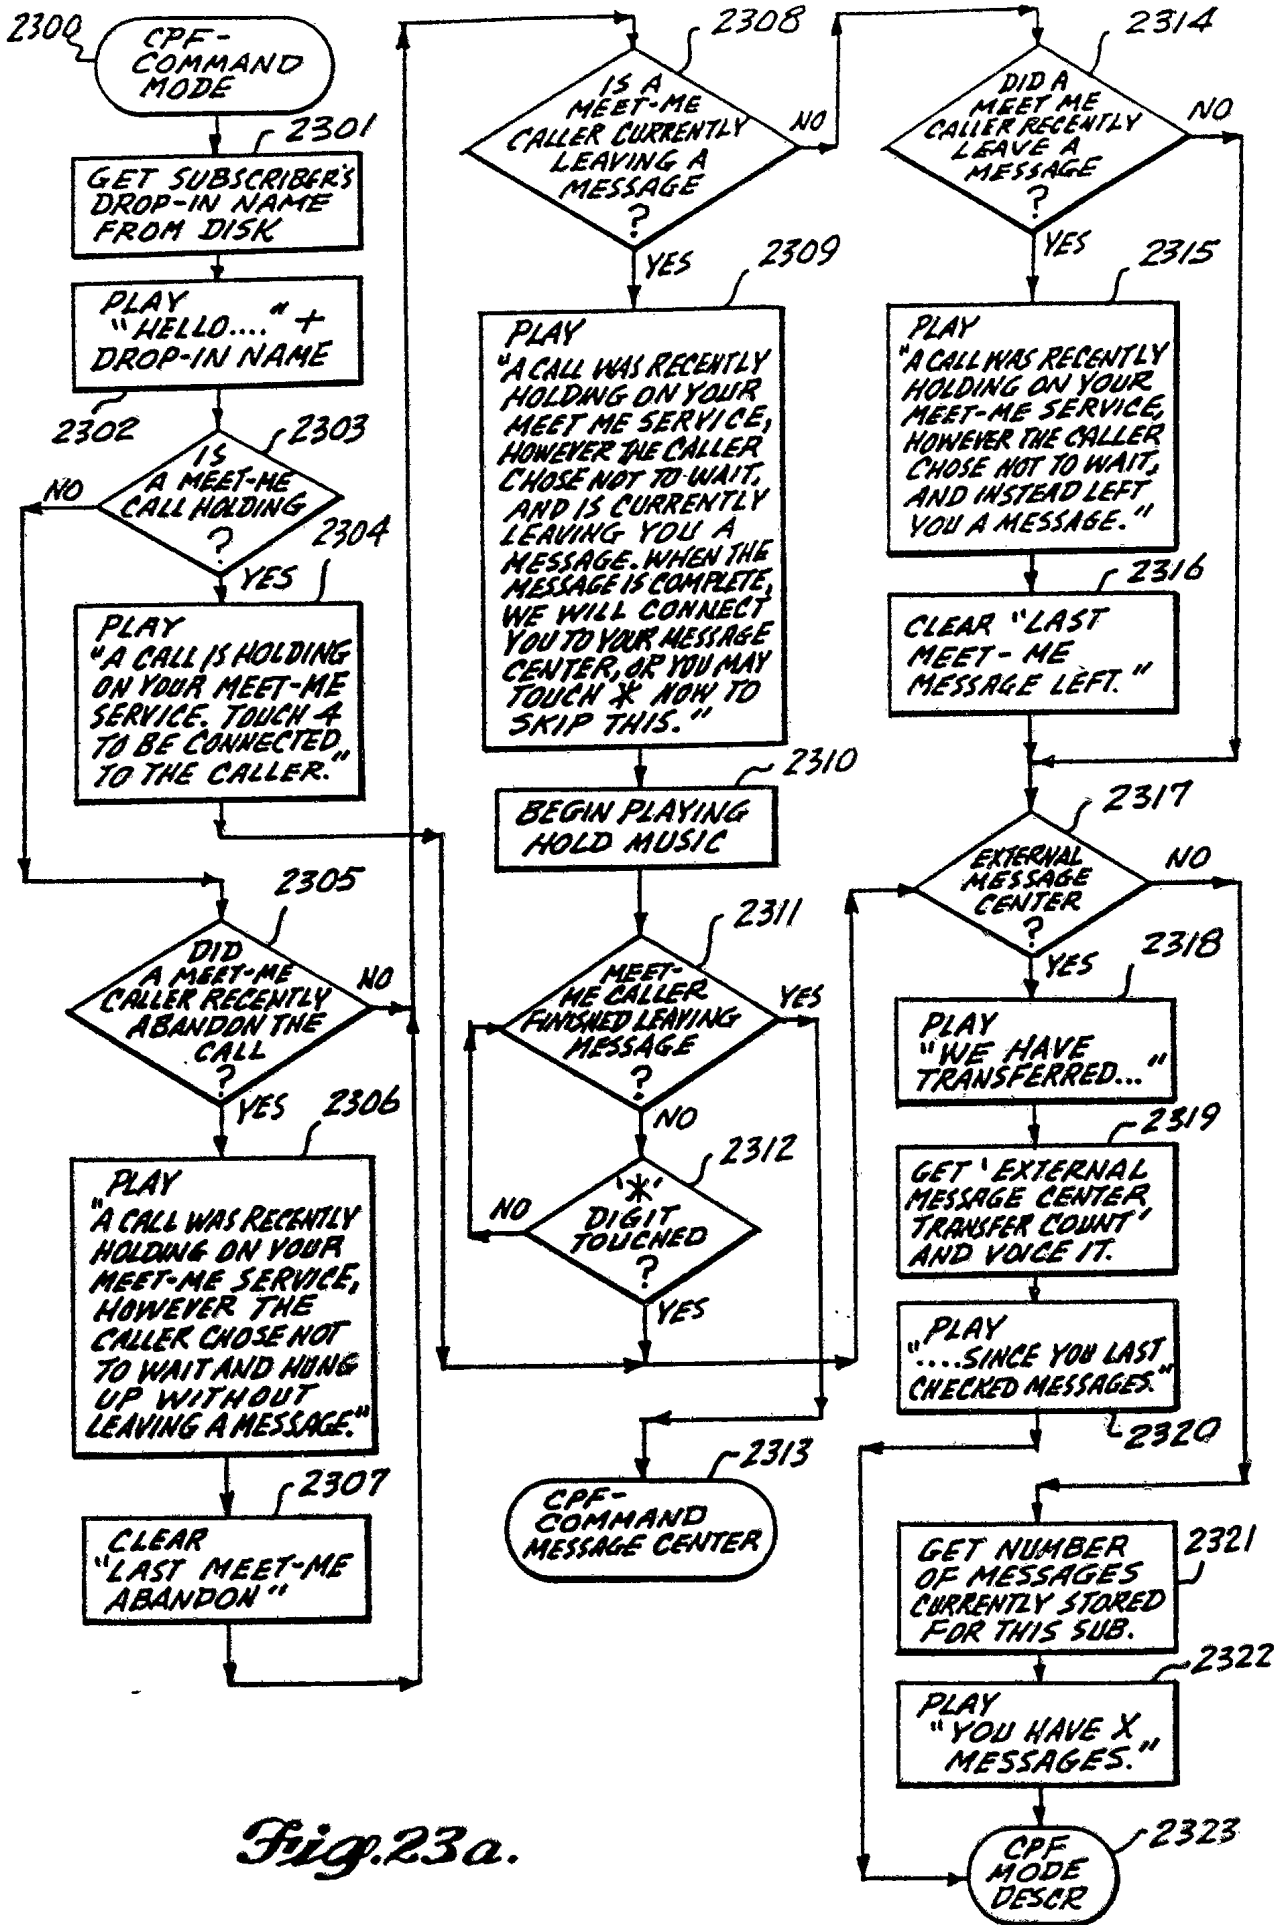 2300
CPF-
COMMAND
MODE
2301
GET SUBSCRIBER'S
DROP-IN NAME
FROM DISK
PLAY
"HELLO...." +
DROP-IN NAME
2302
2303
IS
A MEET-ME
CALL HOLDING
?
NO
YES
2304
PLAY
"A CALL IS HOLDING
ON YOUR MEET-ME
SERVICE. TOUCH 4
TO BE CONNECTED
TO THE CALLER."
2305
DID
A MEET-ME
CALLER RECENTLY
ABANDON THE
CALL
?
NO
YES
2306
PLAY
"A CALL WAS RECENTLY
HOLDING ON YOUR
MEET-ME SERVICE,
HOWEVER THE
CALLER CHOSE NOT
TO WAIT AND HUNG
UP WITHOUT
LEAVING A MESSAGE."
2307
CLEAR
"LAST MEET-ME
ABANDON"
2308
IS A
MEET-ME
CALLER CURRENTLY
LEAVING A
MESSAGE
?
NO
YES
2309
PLAY
"A CALL WAS RECENTLY
HOLDING ON YOUR
MEET ME SERVICE,
HOWEVER THE CALLER
CHOSE NOT TO WAIT,
AND IS CURRENTLY
LEAVING YOU A
MESSAGE. WHEN THE
MESSAGE IS COMPLETE,
WE WILL CONNECT
YOU TO YOUR MESSAGE
CENTER, OR YOU MAY
TOUCH * NOW TO
SKIP THIS."
2310
BEGIN PLAYING
HOLD MUSIC
2311
MEET-
ME CALLER
FINISHED LEAVING
MESSAGE
?
YES
NO
2312
'*'
DIGIT
TOUCHED
?
NO
YES
2313
CPF-
COMMAND
MESSAGE CENTER
2314
DID A
MEET ME
CALLER RECENTLY
LEAVE A
MESSAGE
?
NO
YES
2315
PLAY
"A CALL WAS RECENTLY
HOLDING ON YOUR
MEET-ME SERVICE,
HOWEVER THE CALLER
CHOSE NOT TO WAIT,
AND INSTEAD LEFT
YOU A MESSAGE."
2316
CLEAR "LAST
MEET-ME
MESSAGE LEFT."
2317
EXTERNAL
MESSAGE
CENTER
?
NO
YES
2318
PLAY
"WE HAVE
TRANSFERRED..."
2319
GET 'EXTERNAL
MESSAGE CENTER
TRANSFER COUNT'
AND VOICE IT.
PLAY
"....SINCE YOU LAST
CHECKED MESSAGES."
2320
2321
GET NUMBER
OF MESSAGES
CURRENTLY STORED
FOR THIS SUB.
2322
PLAY
"YOU HAVE X
MESSAGES."
2323
CPF
MODE
DESCR
Fig.23a.